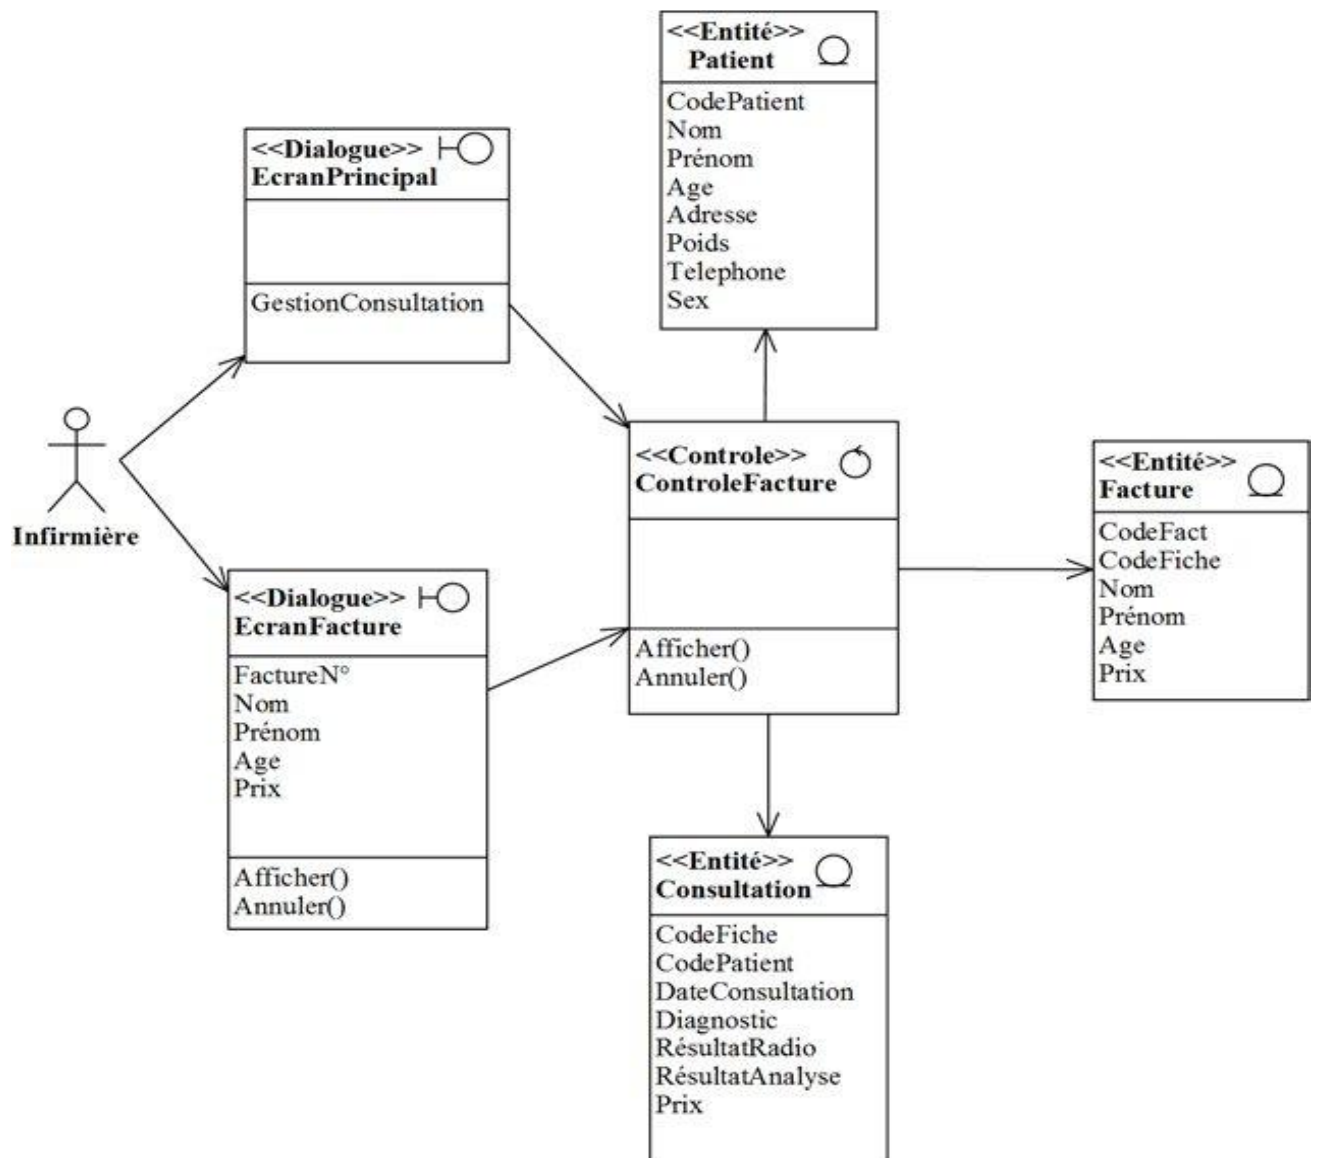 <<Entité>>
Patient
CodePatient
Nom
Prénom
Age
Adresse
Poids
Telephone
Sex
<<Dialogue>>
EcranPrincipal
GestionConsultation
Infirmière
<<Controle>>
ControleFacture
Afficher()
Annuler()
<<Entité>>
Facture
CodeFact
CodeFiche
Nom
Prénom
Age
Prix
<<Dialogue>>
EcranFacture
FactureN°
Nom
Prénom
Age
Prix
Afficher()
Annuler()
<<Entité>>
Consultation
CodeFiche
CodePatient
DateConsultation
Diagnostic
RésultatRadio
RésultatAnalyse
Prix